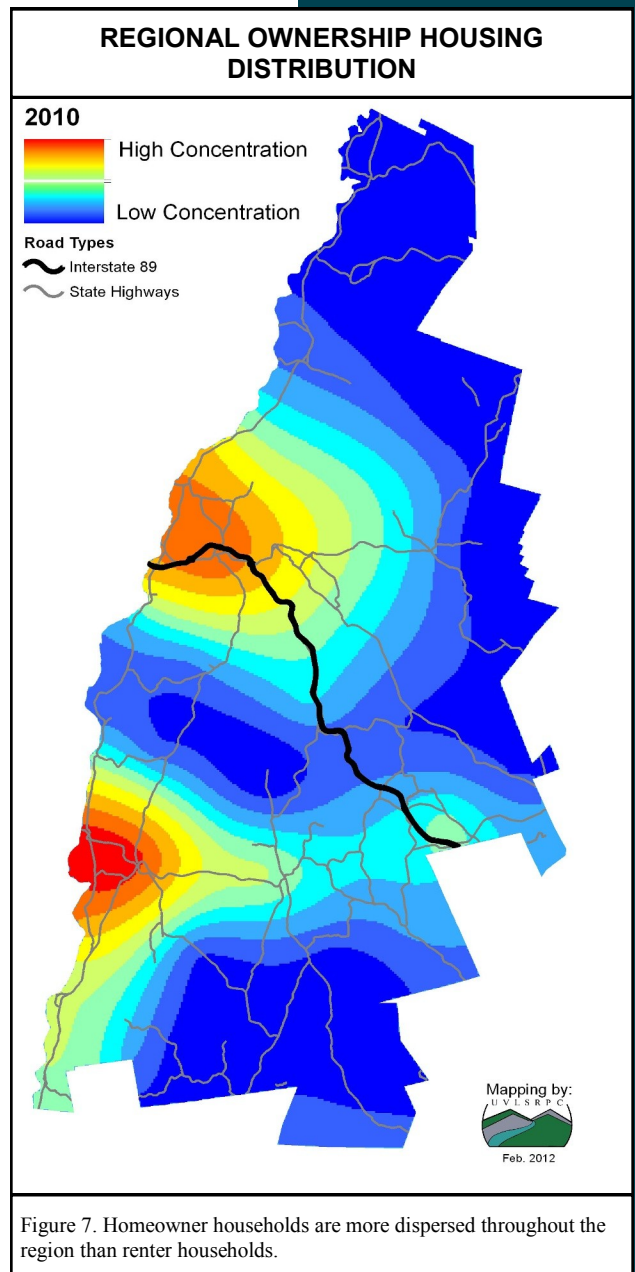 REGIONAL OWNERSHIP HOUSING
DISTRIBUTION
2010
High Concentration
Low Concentration
Road Types
Interstate 89
State Highways
Mapping by:
UVLSRPC
Feb. 2012
Figure 7. Homeowner households are more dispersed throughout the
region than renter households.